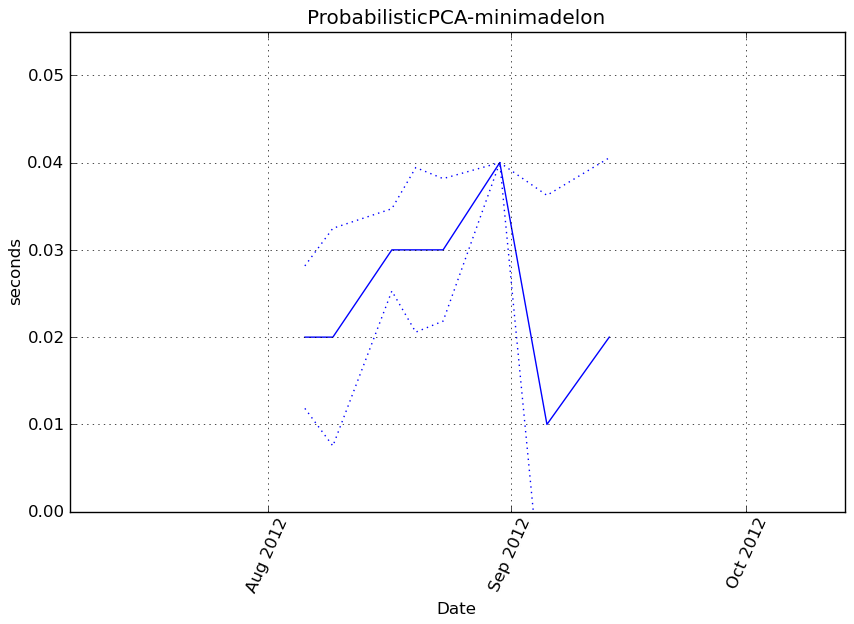 ProbabilisticPCA-minimadelon
0.05
0.04
0.03
0.02
0.01
0.00
seconds
Aug 2012
Sep 2012
Oct 2012
Date